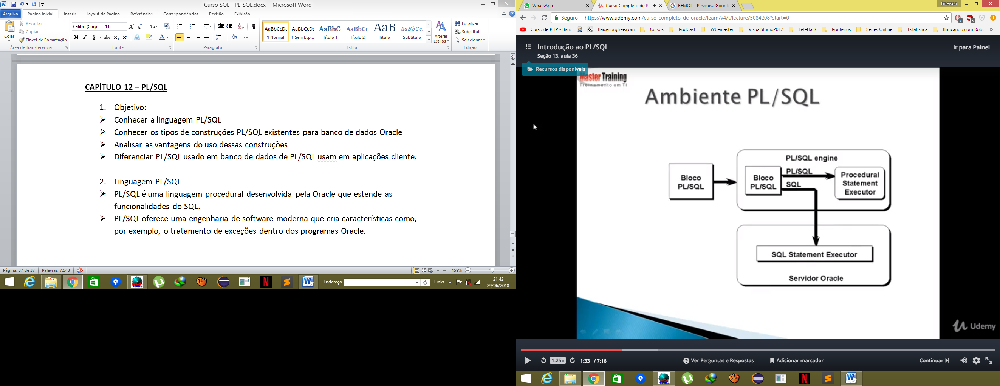 Curso SQL - PL-SQL.docx - Microsoft Word
Arquivo Página Inicial Inserir Layout da Página Referências Correspondências Revisão Exibição
Colar
Recortar
Copiar
Pincel de Formatação
Área de Transferência
Calibri (Corpo 11
Fonte
Parágrafo
AaBbCcDc AaBbCcDc AaBbC AaBbCc AaB AaBbCc.
¶ Normal ¶ Sem Esp... Título 1 Título 2 Título Subtítulo
Alterar
Estilos
Estilo
Localizar
Substituir
Selecionar
Edição
CAPÍTULO 12 – PL/SQL
1. Objetivo:
Conhecer a linguagem PL/SQL
Conhecer os tipos de construções PL/SQL existentes para banco de dados Oracle
Analisar as vantagens do uso dessas construções
Diferenciar PL/SQL usado em banco de dados de PL/SQL usam em aplicações cliente.
2. Linguagem PL/SQL
PL/SQL é uma linguagem procedural desenvolvida pela Oracle que estende as
funcionalidades do SQL.
PL/SQL oferece uma engenharia de software moderna que cria características como,
por exemplo, o tratamento de exceções dentro dos programas Oracle.
Página: 37 de 37 Palavras: 7.543
159%
Endereço
Links
21:42
29/06/2018
WhatsApp
Curso Completo de B
BEMOL - Pesquisa Googl
Emerson
Seguro
https://www.udemy.com/curso-completo-de-oracle/learn/v4/t/lecture/5084208?start=0
7
6
Curso de PHP - Banc Baixei.orgfree.com Cursos PodCast Wbemaster VisualStudio2012 TeleHack Ponteiros Series Online Estatística Brincando com Rob
Introdução ao PL/SQL
Seção 13, aula 36
Ir para Painel
Recursos disponíveis
Master Training
Treinamento em TI
Ambiente PL/SQL
Bloco
PL/SQL
PL/SQL engine
Bloco
PL/SQL
PL/SQL
SQL
Procedural
Statement
Executor
SQL Statement Executor
Servidor Oracle
Udemy
1.25x
1:33 / 7:16
Ver Perguntas e Respostas
Adicionar marcador
Continuar